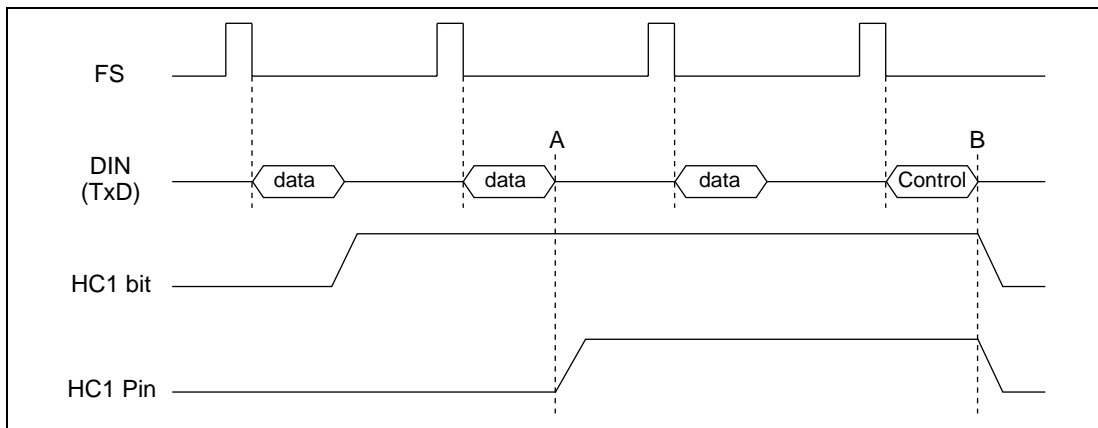 FS
A
B
DIN
(TxD)
data
data
data
Control
HC1 bit
HC1 Pin